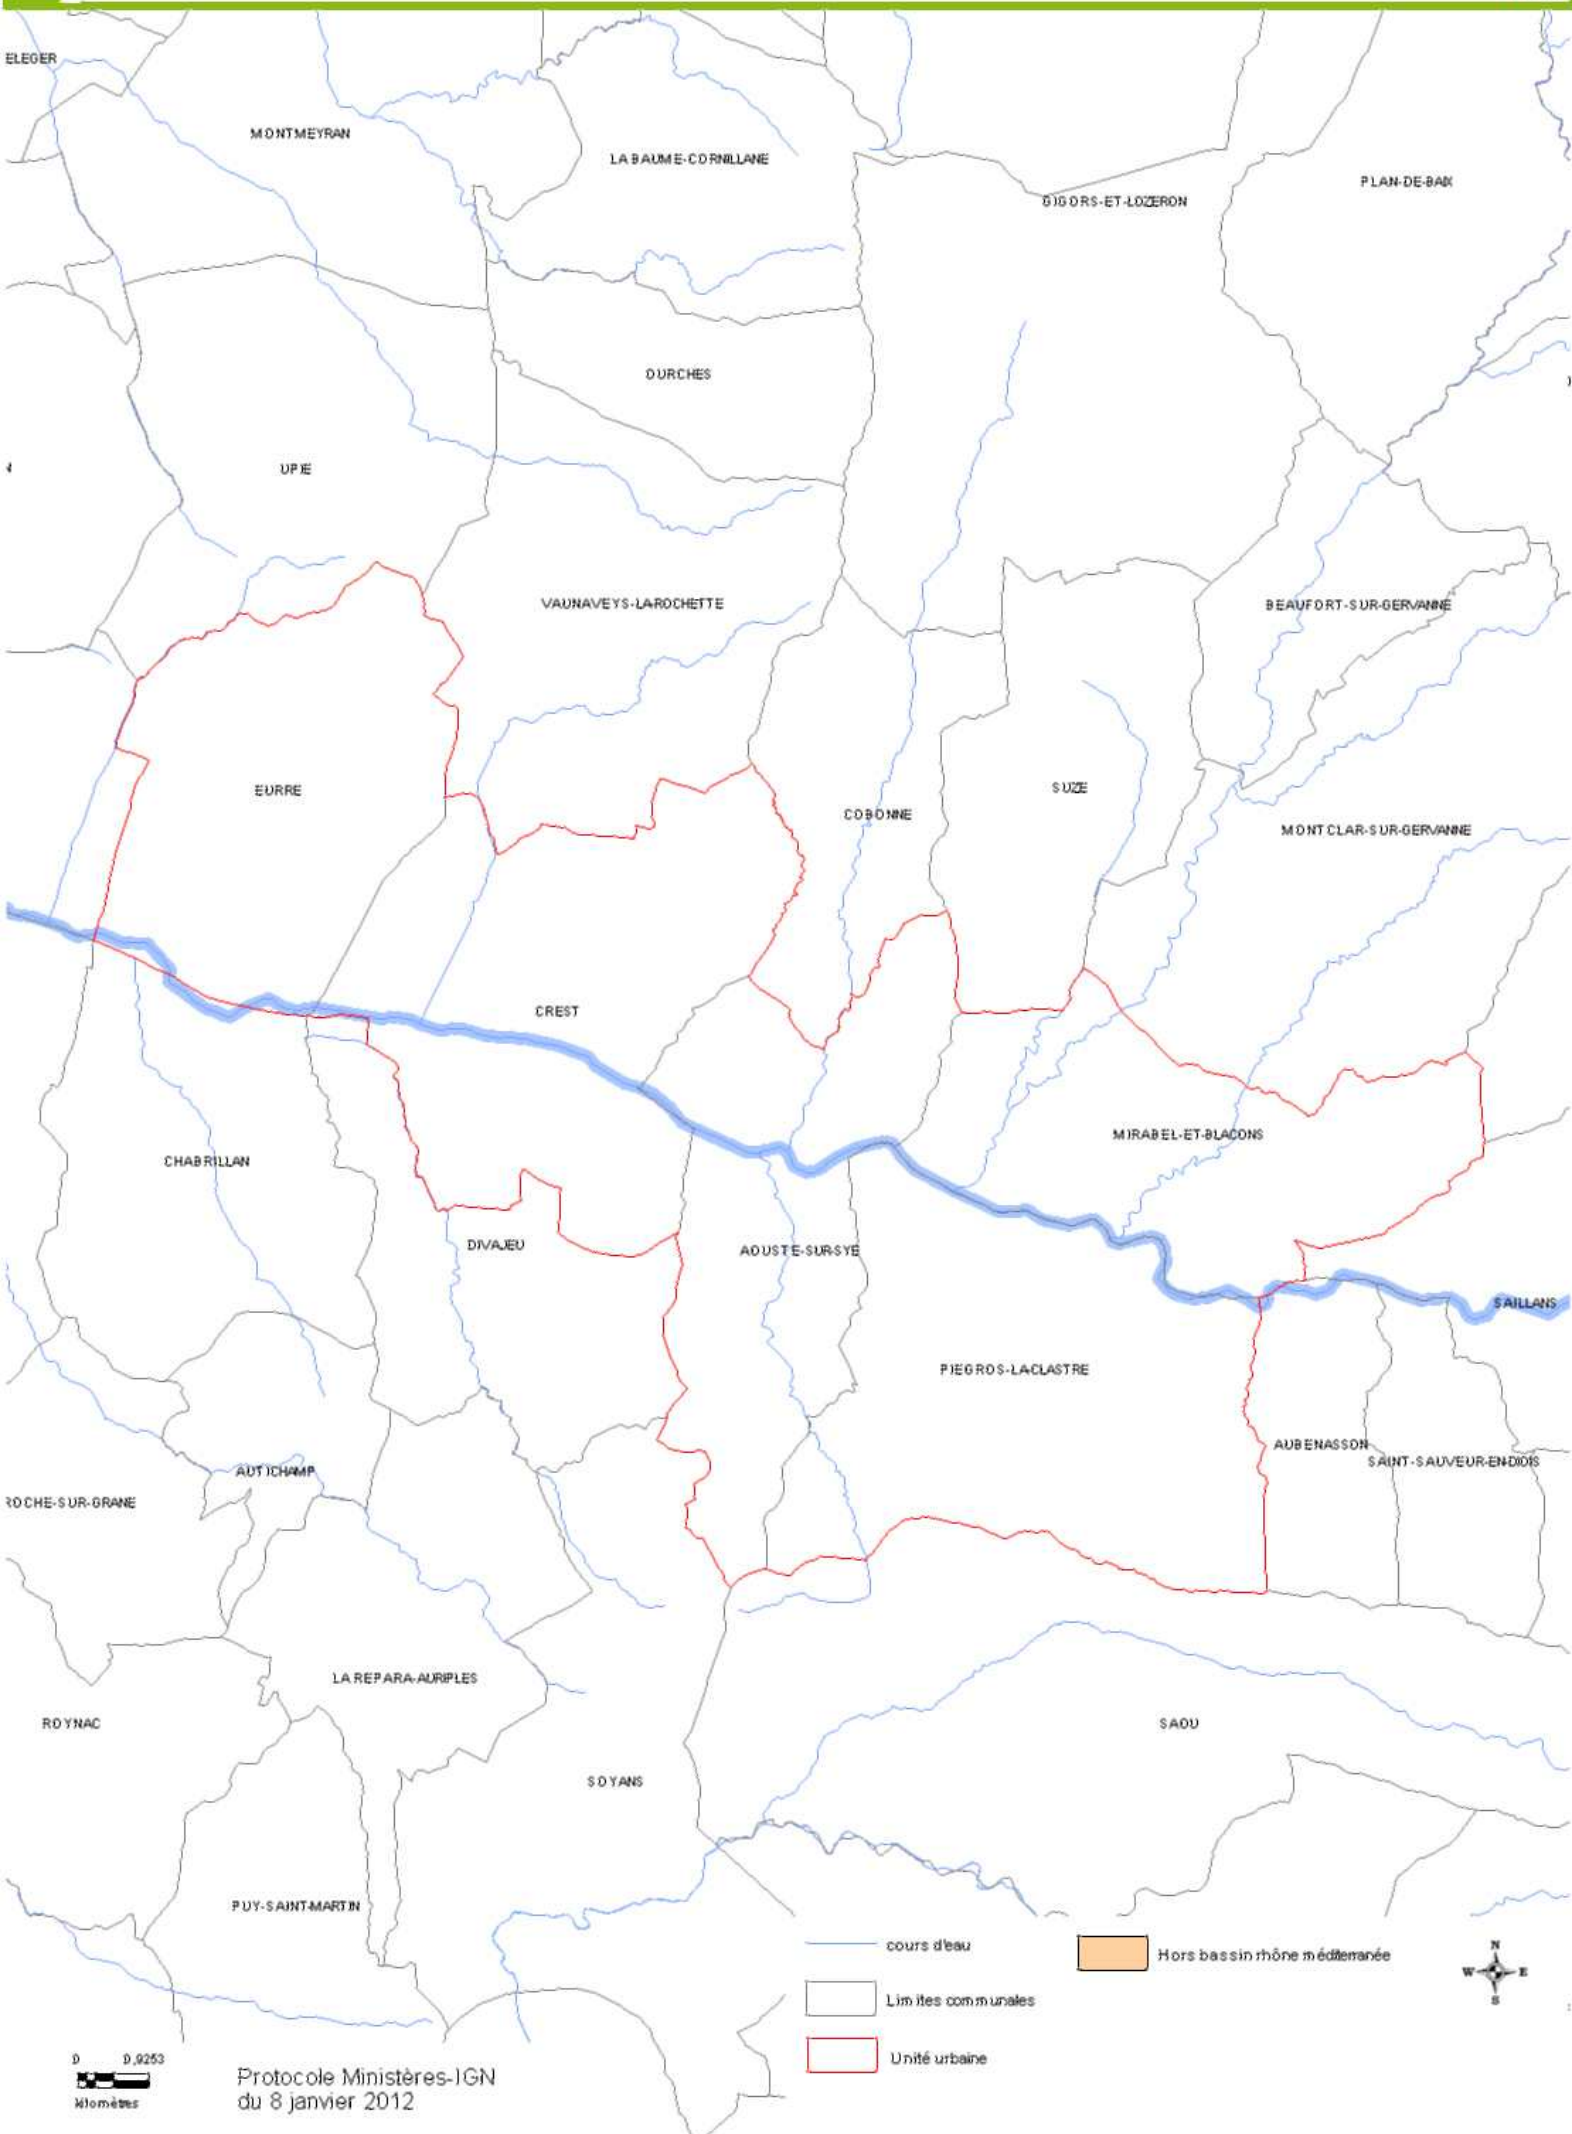 ELEGER
MONTMEYRAN
LA BAUME-CORNILLANE
PLAN-DE-BAIX
GIGORS-ET-LOZERON
OURCHES
UPIE
VAUNAVEYS-LA-ROCHETTE
BEAUFORT-SUR-GERVANNE
EURRE
SUZE
COBONNE
MONTCLAR-SUR-GERVANNE
CREST
MIRABEL-ET-BLACONS
CHABRILLAN
DIVAJEU
AOUSTE-SUR-SYE
SAILLANS
PIEGROS-LA-CLASTRE
AUBENASSON
SAINT-SAUVEUR-EN-DIOIS
AUTICHAMP
ROCHE-SUR-GRANE
LA REPARA-AURIPLES
ROYNAC
SAOU
SOYANS
PUY-SAINT-MARTIN
cours d'eau
Hors bassin rhône méditerranée
N
W E
S
Limites communales
Unité urbaine
0 0,9253
kilomètres
Protocole Ministères-IGN
du 8 janvier 2012